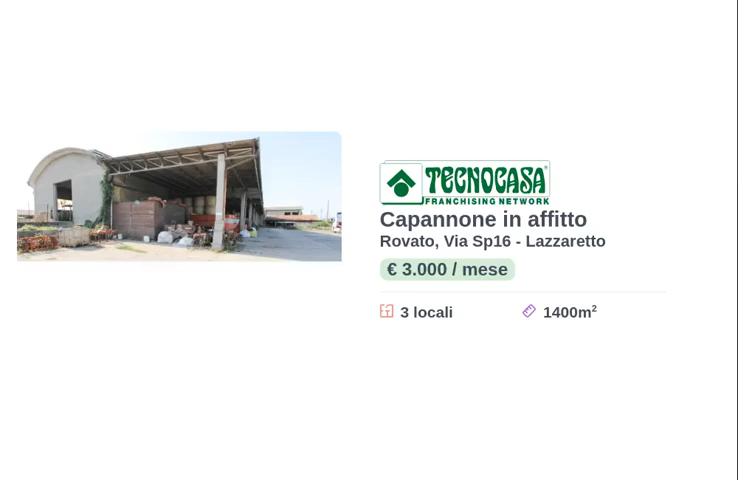 TECNOCASA
FRANCHISING NETWORK
Capannone in affitto
Rovato, Via Sp16 - Lazzaretto
€ 3.000 / mese
3 locali
1400m²